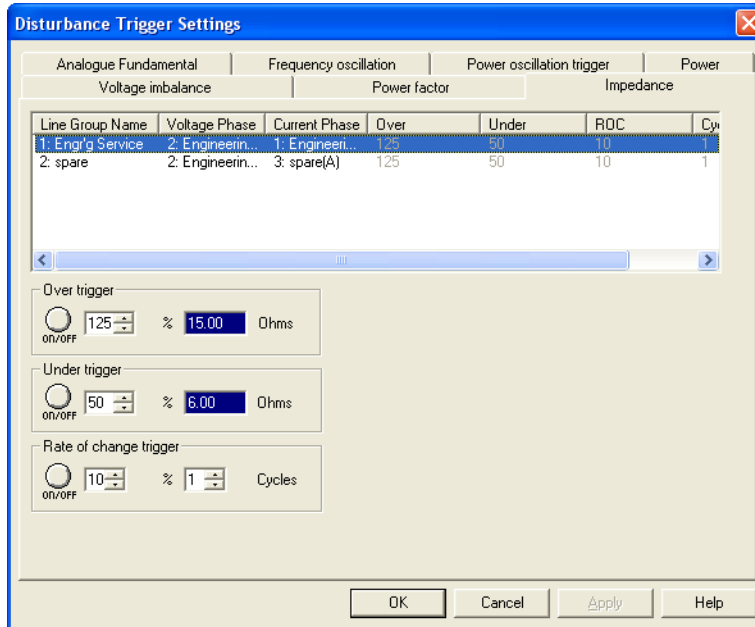 Disturbance Trigger Settings
Analogue Fundamental Frequency oscillation Power oscillation trigger Power
Voltage imbalance Power factor Impedance
Line Group Name Voltage Phase Current Phase Over Under ROC Cy
1: Engr'g Service 2: Engineerin... 1: Engineeri... 125 50 10 1
2: spare 2: Engineerin... 3: spare(A) 125 50 10 1
Over trigger
ON/OFF 125 % 15.00 Ohms
Under trigger
ON/OFF 50 % 6.00 Ohms
Rate of change trigger
ON/OFF 10 % 1 Cycles
OK Cancel Apply Help